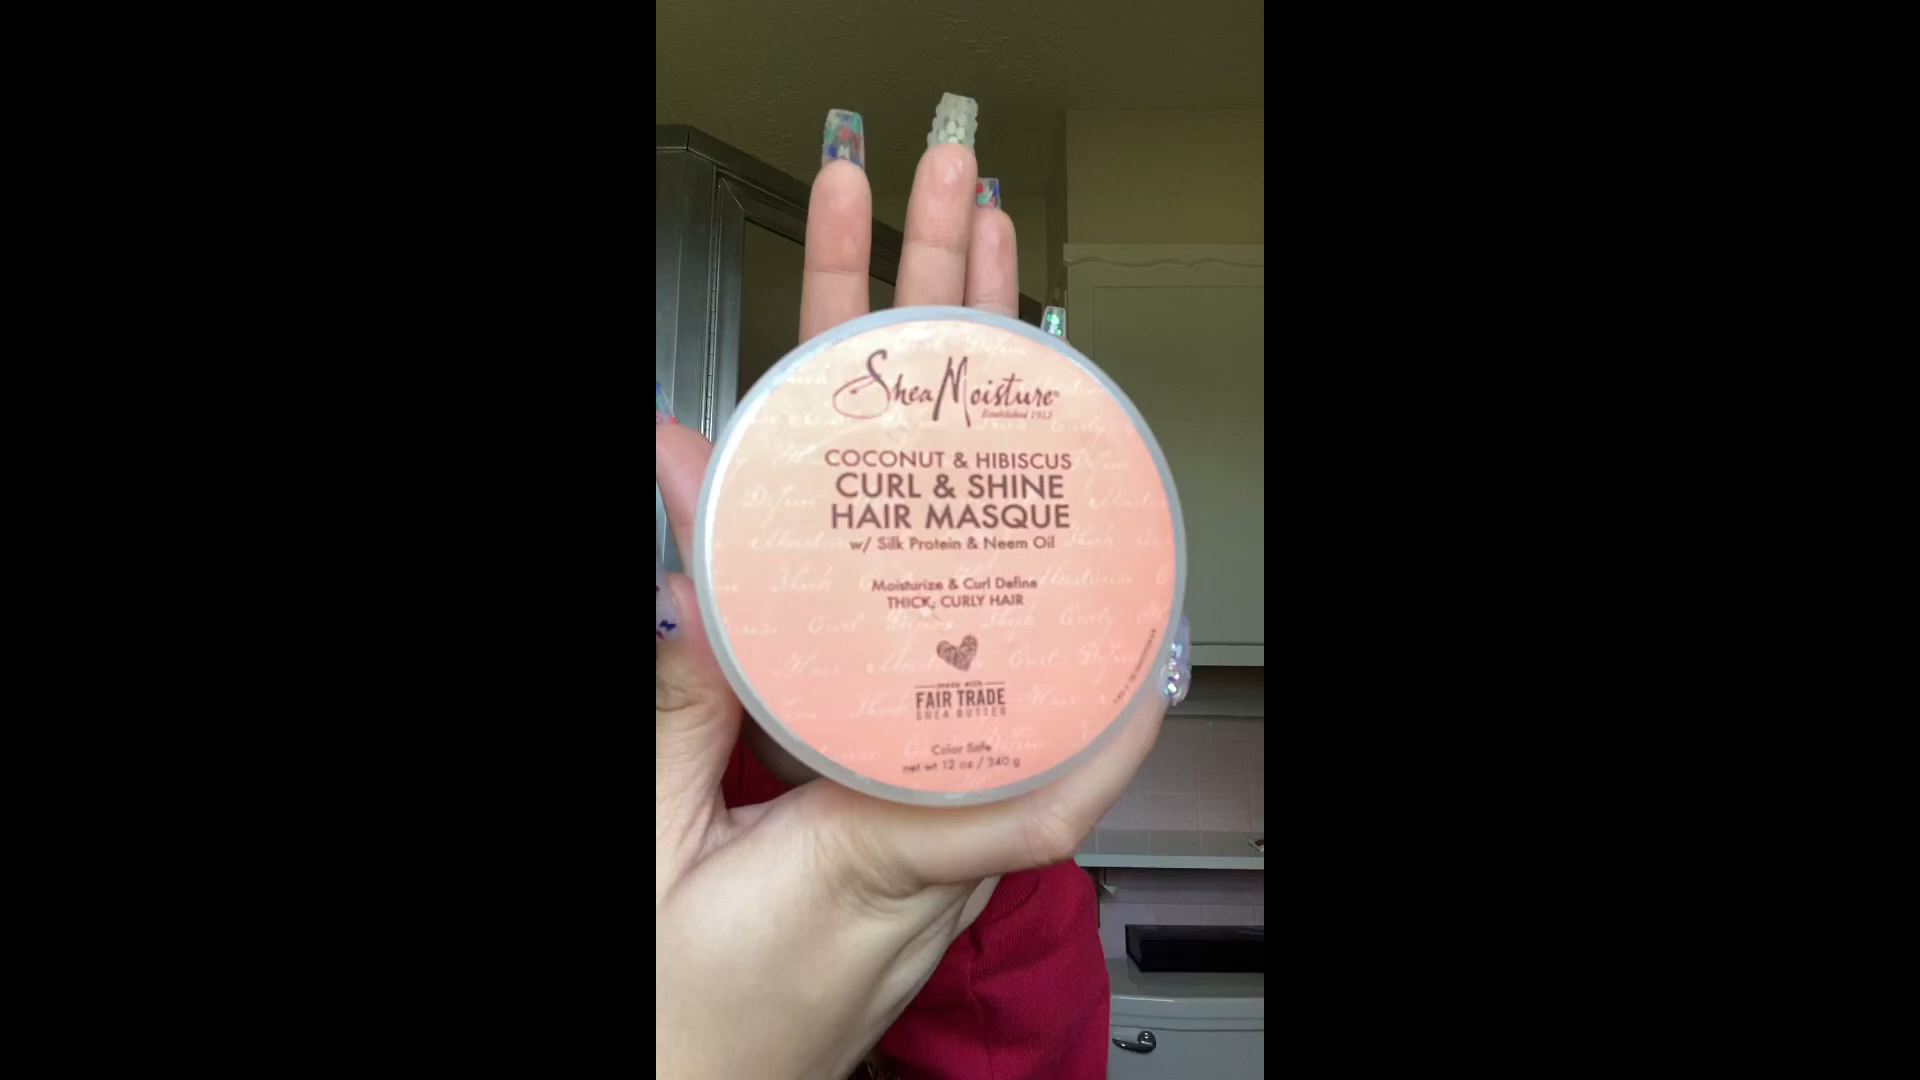 SheaMoisture
Established 1912
COCONUT & HIBISCUS
CURL & SHINE
HAIR MASQUE
w/ Silk Protein & Neem Oil
Moisturize & Curl Define
THICK, CURLY HAIR
made with
FAIR TRADE
SHEA BUTTER
Color Safe
net wt 12 oz / 340 g